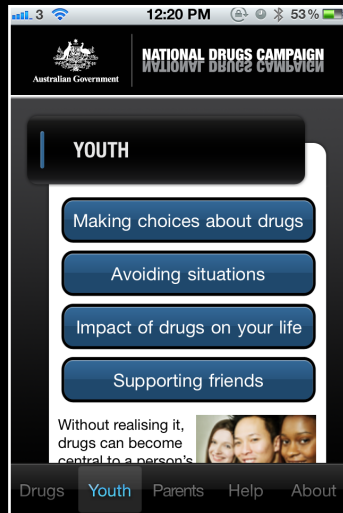 3 12:20 PM 53%
Australian Government
NATIONAL DRUGS CAMPAIGN
YOUTH
Making choices about drugs
Avoiding situations
Impact of drugs on your life
Supporting friends
Without realising it,
drugs can become
central to a person's
Drugs Youth Parents Help About